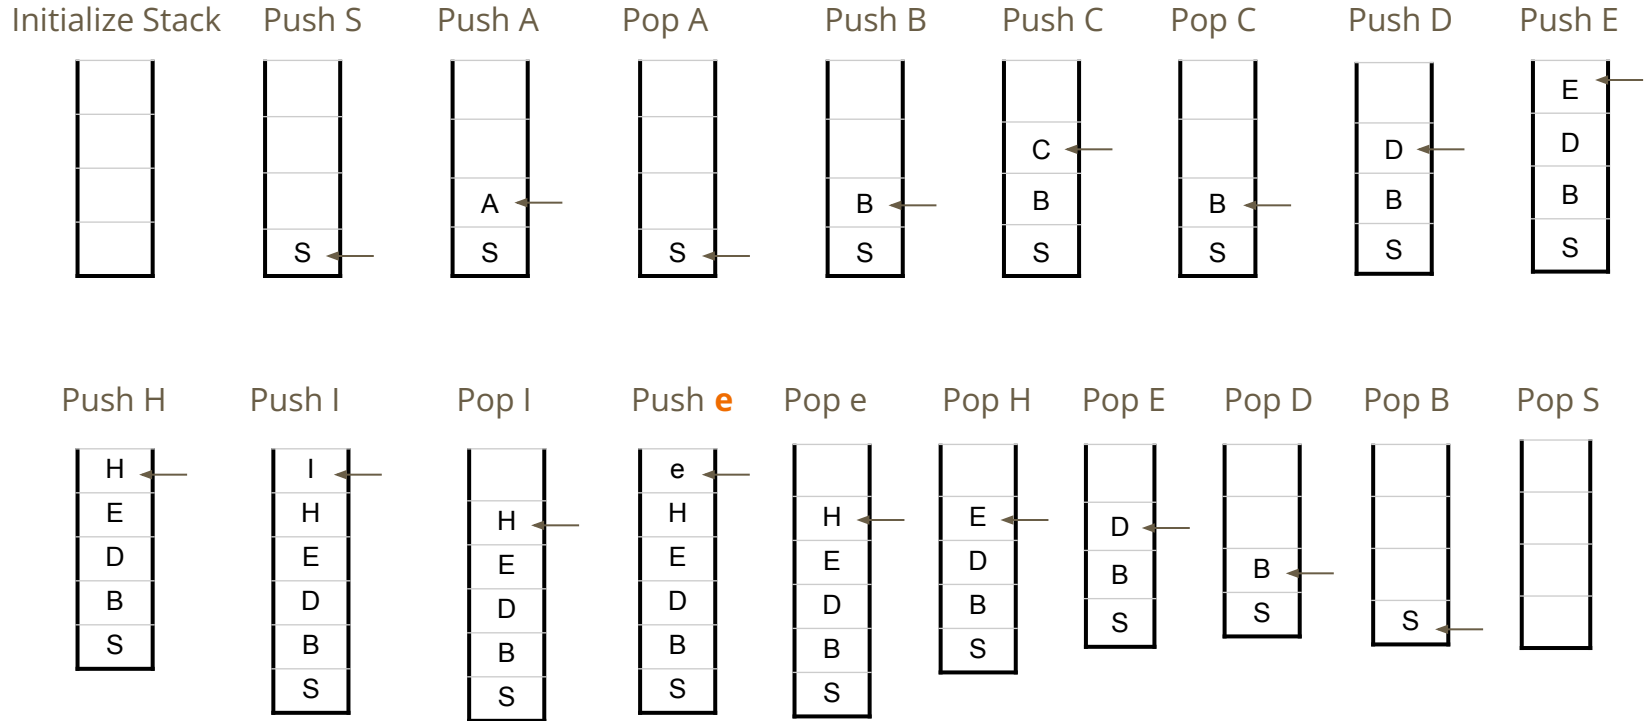 Initialize Stack Push S Push A Pop A Push B Push C Pop C Push D Push E
S
A
S
S
B
S
C
B
S
B
S
D
B
S
E
D
B
S
Push H Push I Pop I Push e Pop e Pop H Pop E Pop D Pop B Pop S
H
E
D
B
S
I
H
E
D
B
S
H
E
D
B
S
e
H
E
D
B
S
H
E
D
B
S
E
D
B
S
D
B
S
B
S
S